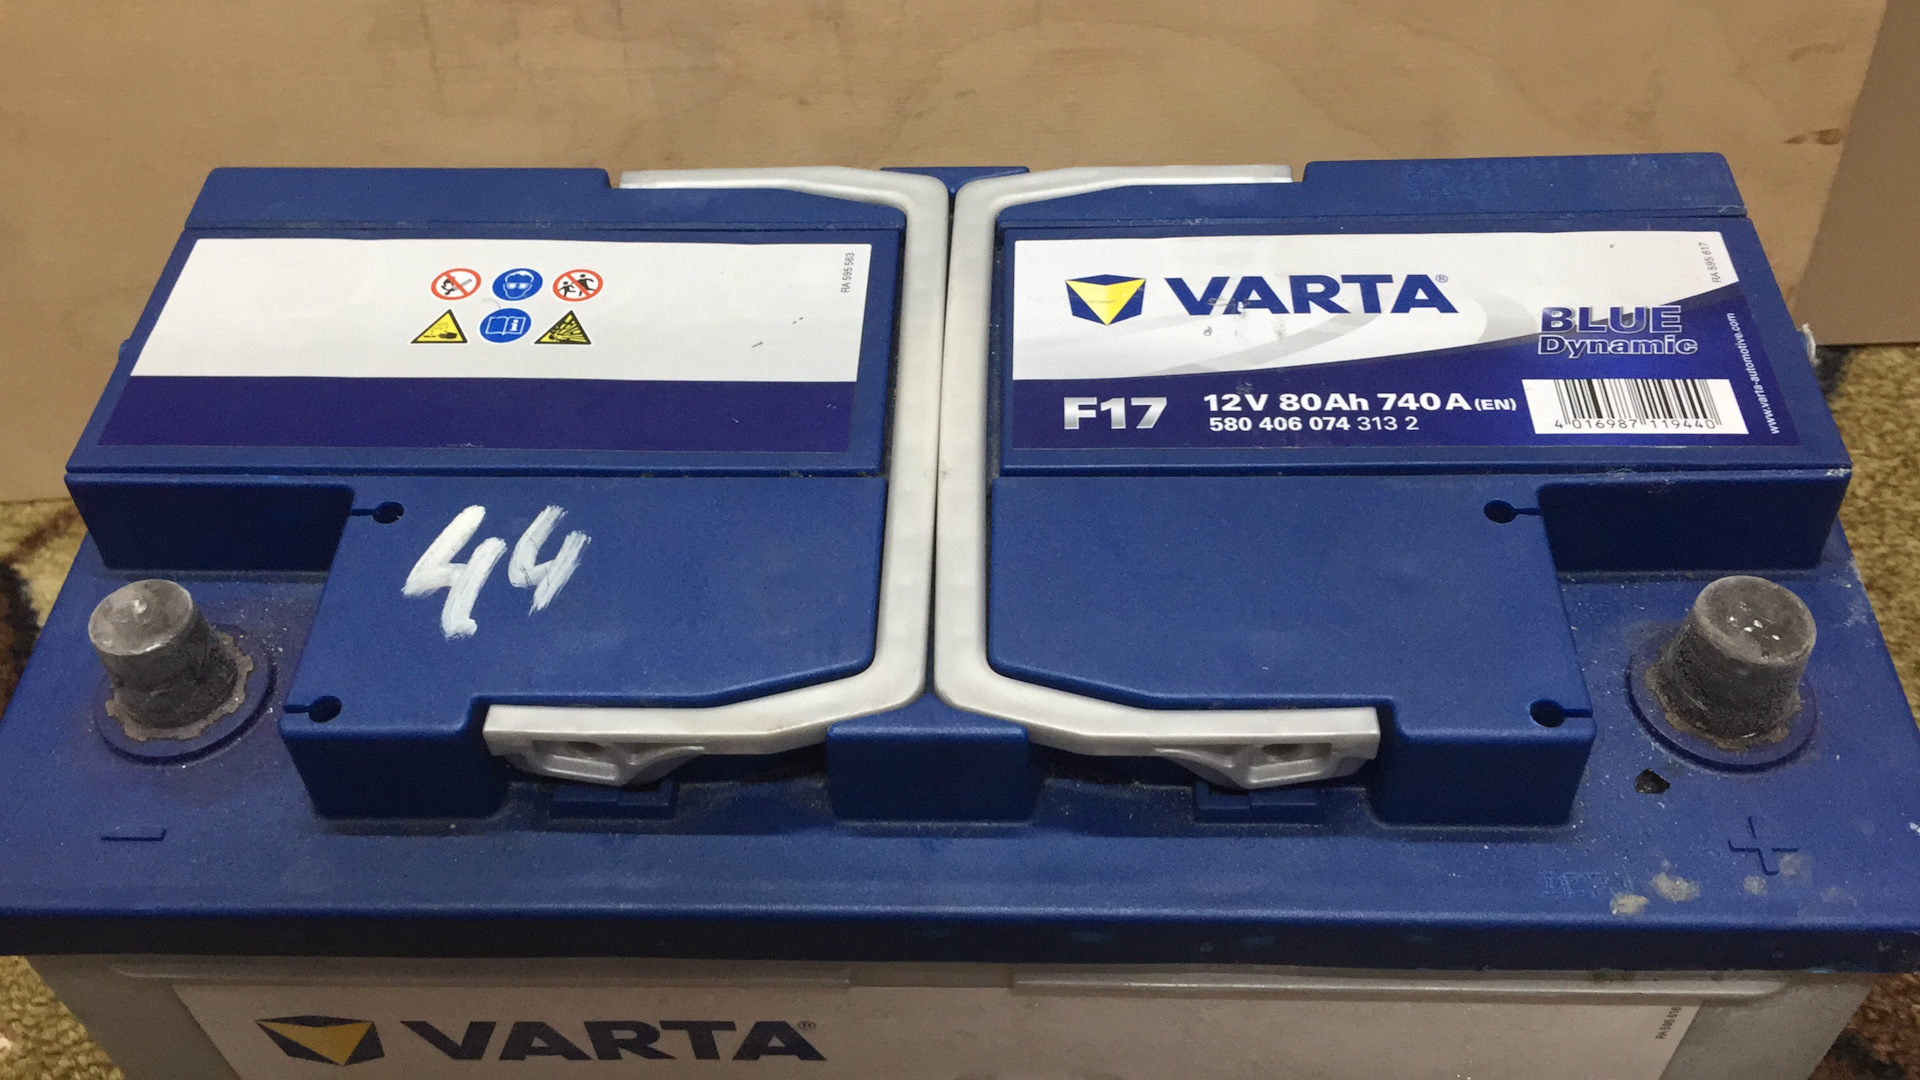 RA 595 563
VARTA®
RA 595 617
BLUE
Dynamic
F17
12V 80Ah 740A (EN)
580 406 074 313 2
4 016987 119440
www.varta-automotive.com
44
−
+
VARTA®